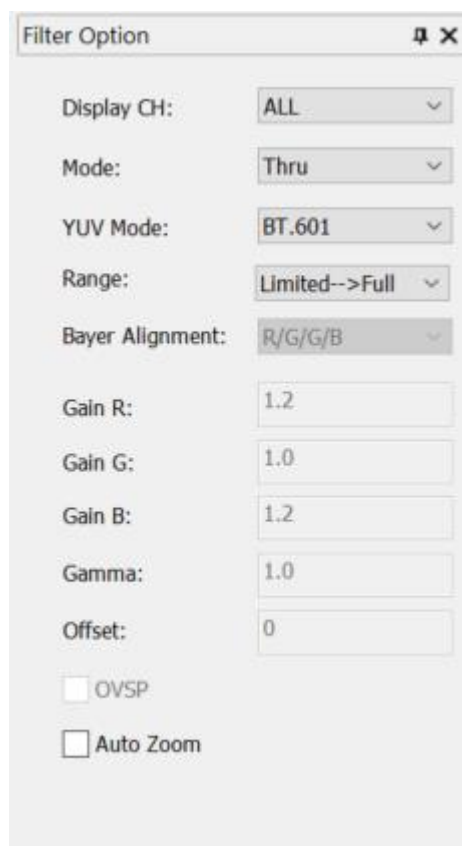 Filter Option
Display CH: ALL
Mode: Thru
YUV Mode: BT.601
Range: Limited-->Full
Bayer Alignment: R/G/G/B
Gain R: 1.2
Gain G: 1.0
Gain B: 1.2
Gamma: 1.0
Offset: 0
OVSP
Auto Zoom